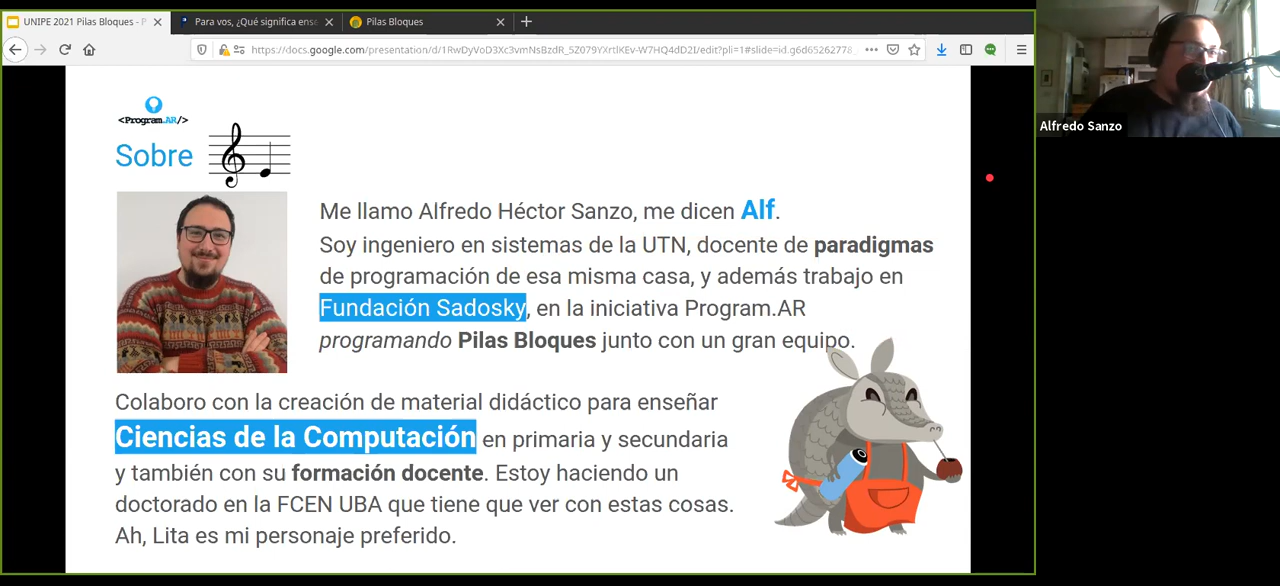 UNIPE 2021 Pilas Bloques - P
Para vos, ¿Qué significa ense
Pilas Bloques
https://docs.google.com/presentation/d/1RwDyVoD3Xc3vmNsBzdR_5Z079YXrtlKEv-W7HQ4dD2I/edit?pli=1#slide=id.g6d65262778
Alfredo Sanzo
<Program.AR/>
Sobre
Me llamo Alfredo Héctor Sanzo, me dicen Alf.
Soy ingeniero en sistemas de la UTN, docente de paradigmas
de programación de esa misma casa, y además trabajo en
Fundación Sadosky, en la iniciativa Program.AR
programando Pilas Bloques junto con un gran equipo.
Colaboro con la creación de material didáctico para enseñar
Ciencias de la Computación en primaria y secundaria
y también con su formación docente. Estoy haciendo un
doctorado en la FCEN UBA que tiene que ver con estas cosas.
Ah, Lita es mi personaje preferido.